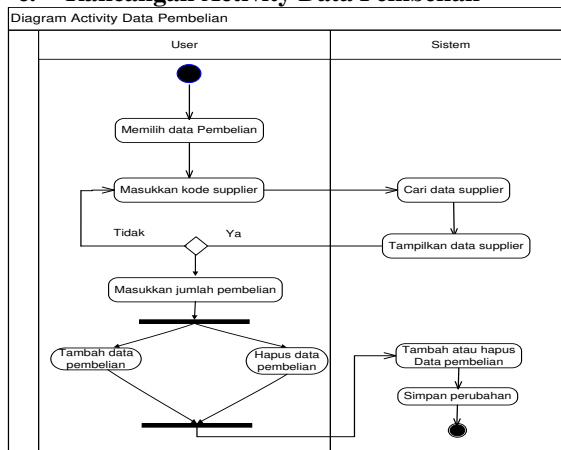 Diagram Activity Data Pembelian
User
Sistem
Memilih data Pembelian
Masukkan kode supplier
Cari data supplier
Tidak
Ya
Tampilkan data supplier
Masukkan jumlah pembelian
Tambah data
pembelian
Hapus data
pembelian
Tambah atau hapus
Data pembelian
Simpan perubahan